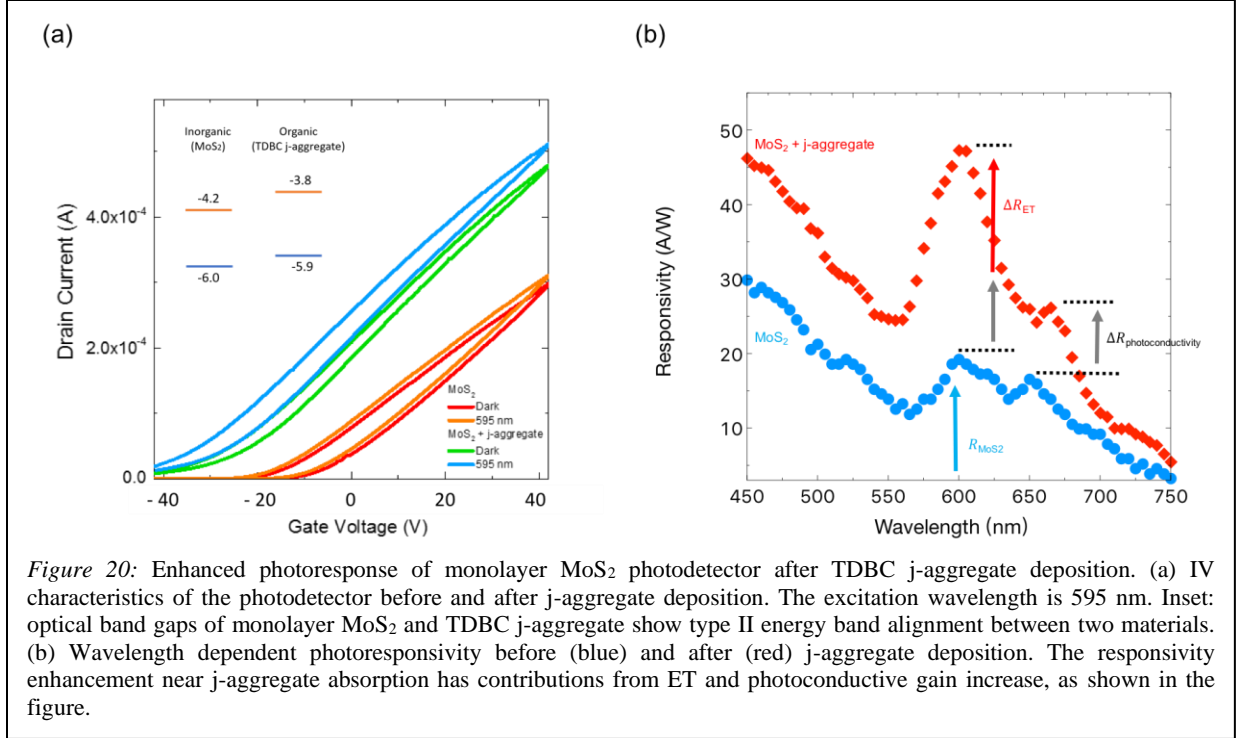 (a)
(b)
Inorganic
(MoS2)
Organic
(TDBC j-aggregate)
-4.2
-3.8
-6.0
-5.9
4.0x10⁻⁴
2.0x10⁻⁴
0.0
Drain Current (A)
MoS₂
Dark
595 nm
MoS₂ + j-aggregate
Dark
595 nm
- 40
- 20
0
20
40
Gate Voltage (V)
50
40
30
20
10
Responsivity (A/W)
MoS₂ + j-aggregate
MoS₂
ΔR_ET
ΔR_photoconductivity
R_MoS2
450
500
550
600
650
700
750
Wavelength (nm)
Figure 20: Enhanced photoresponse of monolayer MoS₂ photodetector after TDBC j-aggregate deposition. (a) IV
characteristics of the photodetector before and after j-aggregate deposition. The excitation wavelength is 595 nm. Inset:
optical band gaps of monolayer MoS₂ and TDBC j-aggregate show type II energy band alignment between two materials.
(b) Wavelength dependent photoresponsivity before (blue) and after (red) j-aggregate deposition. The responsivity
enhancement near j-aggregate absorption has contributions from ET and photoconductive gain increase, as shown in the
figure.